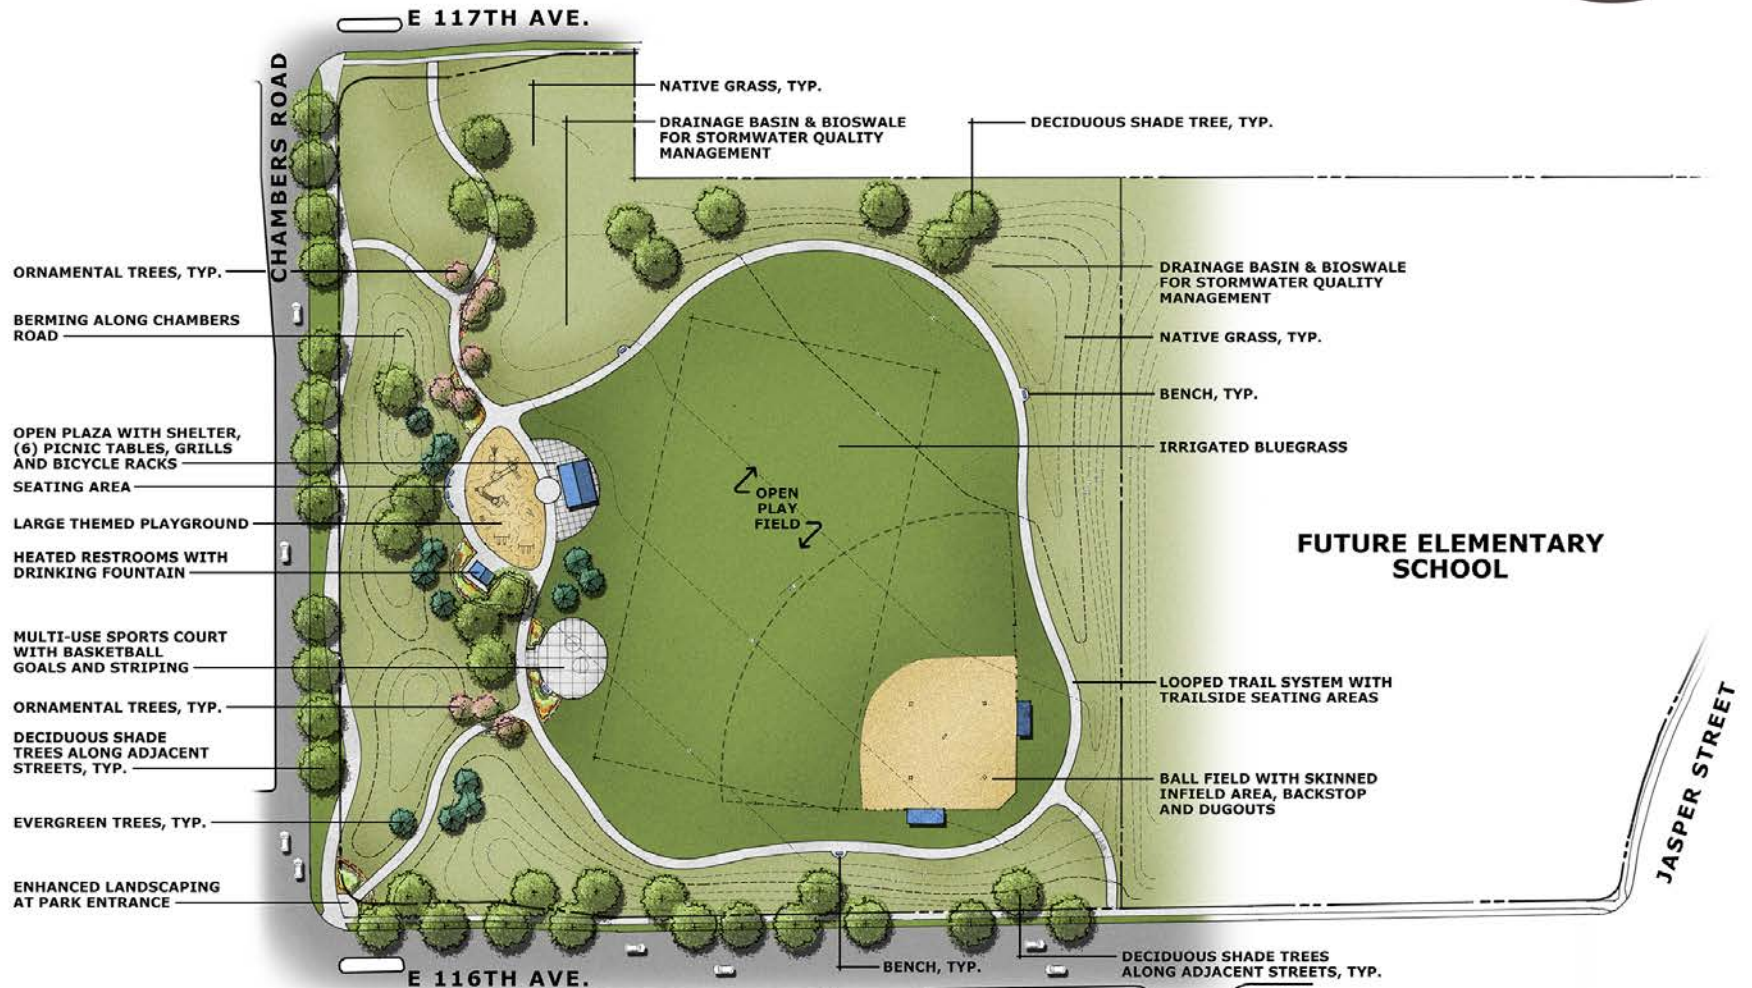 E 117TH AVE.
CHAMBERS ROAD
NATIVE GRASS, TYP.
DRAINAGE BASIN & BIOSWALE
FOR STORMWATER QUALITY
MANAGEMENT
DECIDUOUS SHADE TREE, TYP.
ORNAMENTAL TREES, TYP.
BERMING ALONG CHAMBERS
ROAD
OPEN PLAZA WITH SHELTER,
(6) PICNIC TABLES, GRILLS
AND BICYCLE RACKS
SEATING AREA
LARGE THEMED PLAYGROUND
HEATED RESTROOMS WITH
DRINKING FOUNTAIN
MULTI-USE SPORTS COURT
WITH BASKETBALL
GOALS AND STRIPING
ORNAMENTAL TREES, TYP.
DECIDUOUS SHADE
TREES ALONG ADJACENT
STREETS, TYP.
EVERGREEN TREES, TYP.
ENHANCED LANDSCAPING
AT PARK ENTRANCE
OPEN
PLAY
FIELD
DRAINAGE BASIN & BIOSWALE
FOR STORMWATER QUALITY
MANAGEMENT
NATIVE GRASS, TYP.
BENCH, TYP.
IRRIGATED BLUEGRASS
FUTURE ELEMENTARY
SCHOOL
LOOPED TRAIL SYSTEM WITH
TRAILSIDE SEATING AREAS
BALL FIELD WITH SKINNED
INFIELD AREA, BACKSTOP
AND DUGOUTS
JASPER STREET
BENCH, TYP.
DECIDUOUS SHADE TREES
ALONG ADJACENT STREETS, TYP.
E 116TH AVE.